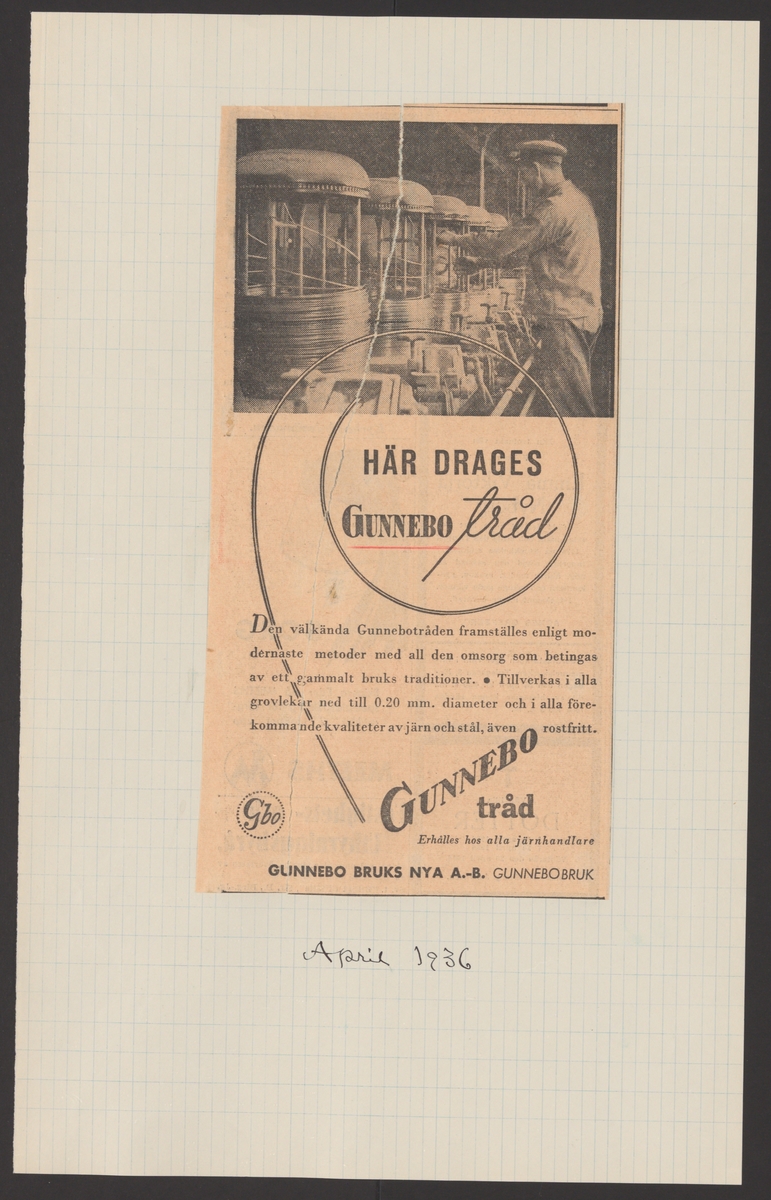 HÄR DRAGES
GUNNEBO tråd
Den välkända Gunnebotråden framställes enligt mo-
dernaste metoder med all den omsorg som betingas
av ett gammalt bruks traditioner. • Tillverkas i alla
grovlekar ned till 0.20 mm. diameter och i alla före-
kommande kvaliteter av järn och stål, även rostfritt.
GUNNEBO
tråd
Gbo
Erhålles hos alla järnhandlare
GUNNEBO BRUKS NYA A.-B. GUNNEBOBRUK
April 1936